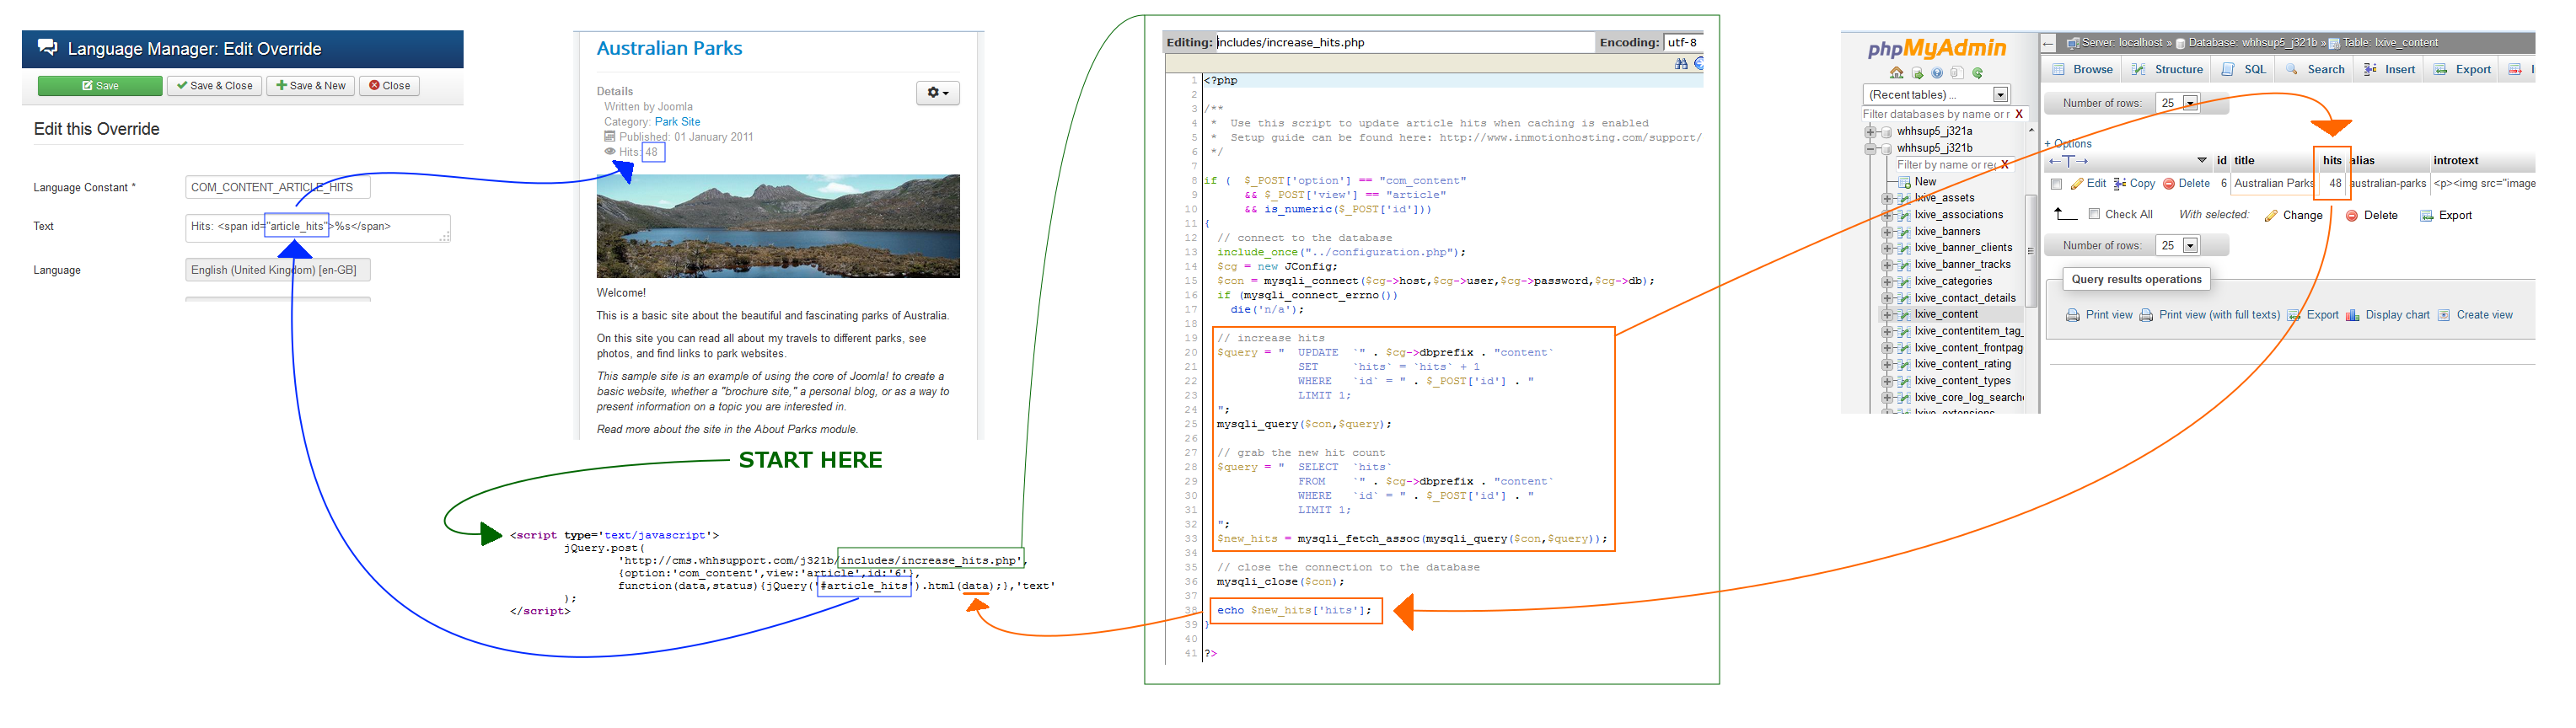 Language Manager: Edit Override
Save
Save & Close
Save & New
Close
Edit this Override
Language Constant *
COM_CONTENT_ARTICLE_HITS
Text
Hits: <span id="article_hits">%s</span>
Language
English (United Kingdom) [en-GB]
Australian Parks
Details
Written by Joomla
Category: Park Site
Published: 01 January 2011
Hits: 48
Welcome!
This is a basic site about the beautiful and fascinating parks of Australia.
On this site you can read all about my travels to different parks, see
photos, and find links to park websites.
This sample site is an example of using the core of Joomla! to create a
basic website, whether a "brochure site," a personal blog, or as a way to
present information on a topic you are interested in.
Read more about the site in the About Parks module.
START HERE
<script type='text/javascript'>
jQuery.post(
'http://cms.whhsupport.com/j321b/includes/increase_hits.php',
{option:'com_content',view:'article',id:'6'},
function(data,status){jQuery('#article_hits').html(data);},'text'
);
</script>
Editing: includes/increase_hits.php Encoding: utf-8
1 <?php
2
3 /**
4 * Use this script to update article hits when caching is enabled
5 * Setup guide can be found here: http://www.inmotionhosting.com/support/
6 */
7
8 if ( $_POST['option'] == "com_content"
9 && $_POST['view'] == "article"
10 && is_numeric($_POST['id']))
11 {
12 // connect to the database
13 include_once("../configuration.php");
14 $cg = new JConfig;
15 $con = mysqli_connect($cg->host,$cg->user,$cg->password,$cg->db);
16 if (mysqli_connect_errno())
17 die('n/a');
18
19 // increase hits
20 $query = " UPDATE `" . $cg->dbprefix . "content`
21 SET `hits` = `hits` + 1
22 WHERE `id` = " . $_POST['id'] . "
23 LIMIT 1;
24 ";
25 mysqli_query($con,$query);
26
27 // grab the new hit count
28 $query = " SELECT `hits`
29 FROM `" . $cg->dbprefix . "content`
30 WHERE `id` = " . $_POST['id'] . "
31 LIMIT 1;
32 ";
33 $new_hits = mysqli_fetch_assoc(mysqli_query($con,$query));
34
35 // close the connection to the database
36 mysqli_close($con);
37
38 echo $new_hits['hits'];
39 }
40
41 ?>
phpMyAdmin
(Recent tables) ...
Filter databases by name or r X
whhsup5_j321a
whhsup5_j321b
Filter by name or re X
New
lxive_assets
lxive_associations
lxive_banners
lxive_banner_clients
lxive_banner_tracks
lxive_categories
lxive_contact_details
lxive_content
lxive_contentitem_tag_
lxive_content_frontpag
lxive_content_rating
lxive_content_types
lxive_core_log_search
lxive_extensions
Server: localhost » Database: whhsup5_j321b » Table: lxive_content
Browse Structure SQL Search Insert Export I
Number of rows: 25
+ Options
id title hits alias introtext
Edit Copy Delete 6 Australian Parks 48 australian-parks <p><img src="image
Check All With selected: Change Delete Export
Number of rows: 25
Query results operations
Print view Print view (with full texts) Export Display chart Create view